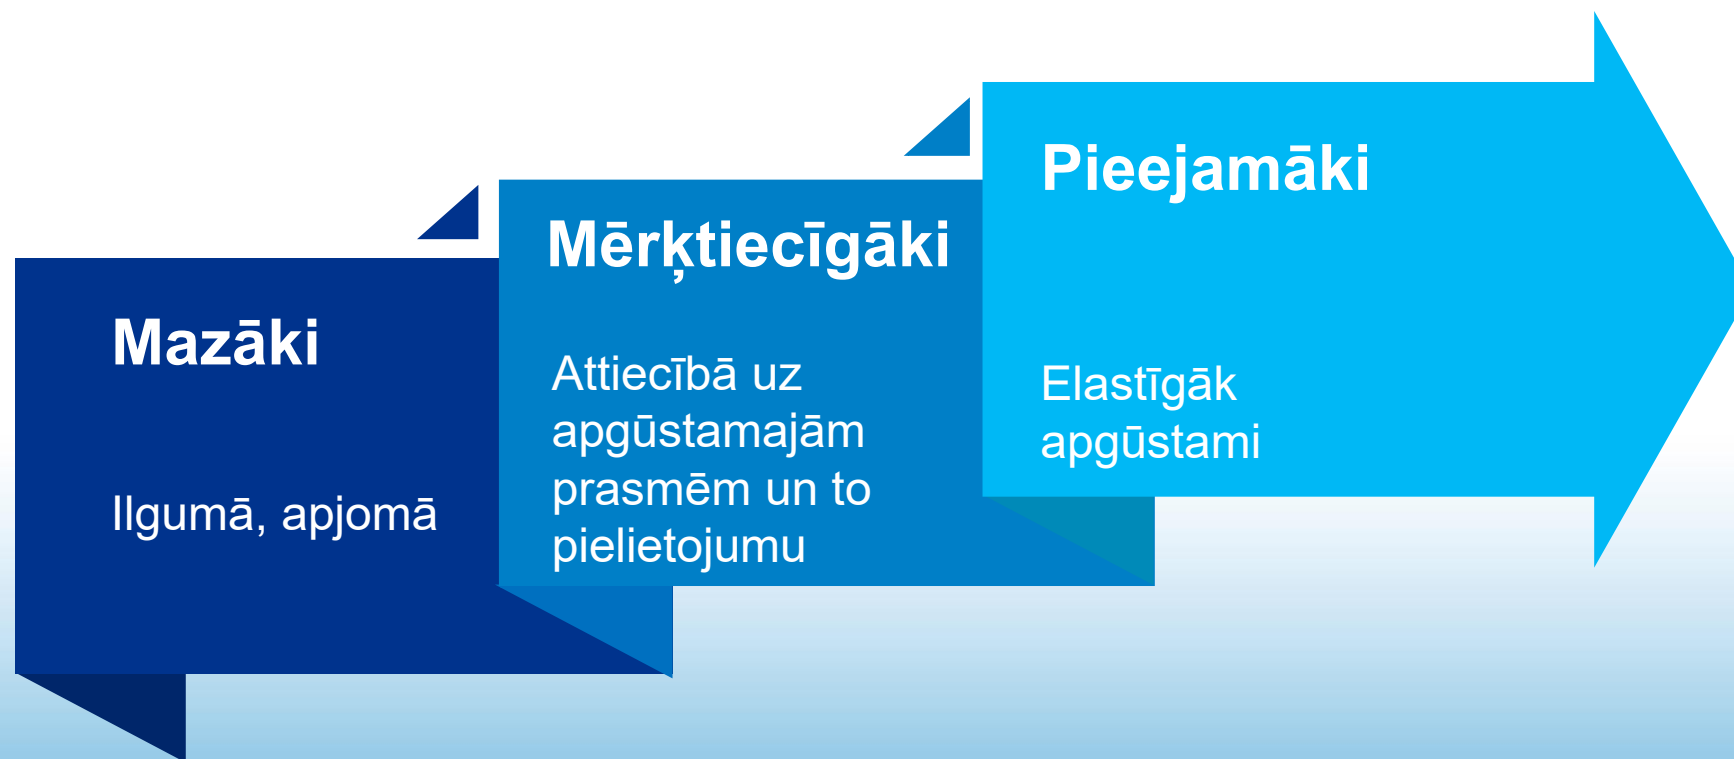 Mazāki
Ilgumā, apjomā
Mērķtiecīgāki
Attiecībā uz
apgūstamajām
prasmēm un to
pielietojumu
Pieejamāki
Elastīgāk
apgūstami